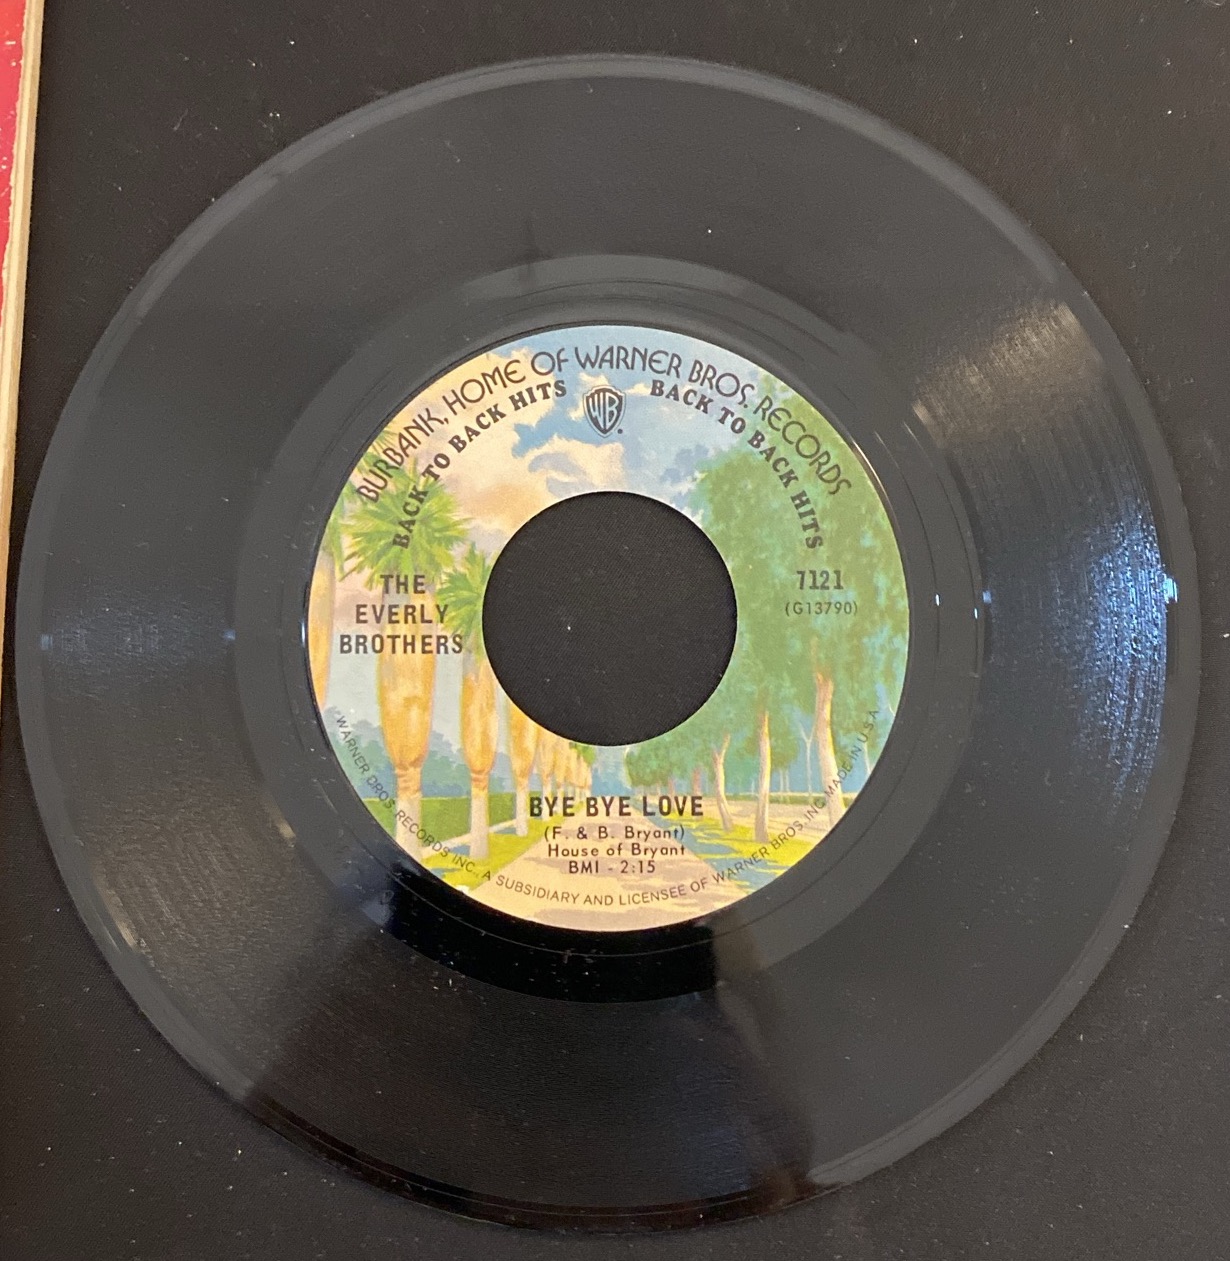 BURBANK, HOME OF WARNER BROS. RECORDS
BACK TO BACK HITS
WB
BACK TO BACK HITS
THE
EVERLY
BROTHERS
7121
(G13790)
BYE BYE LOVE
(F. & B. Bryant)
House of Bryant
BMI - 2:15
WARNER BROS. RECORDS INC., A SUBSIDIARY AND LICENSEE OF WARNER BROS. INC. MADE IN U.S.A.